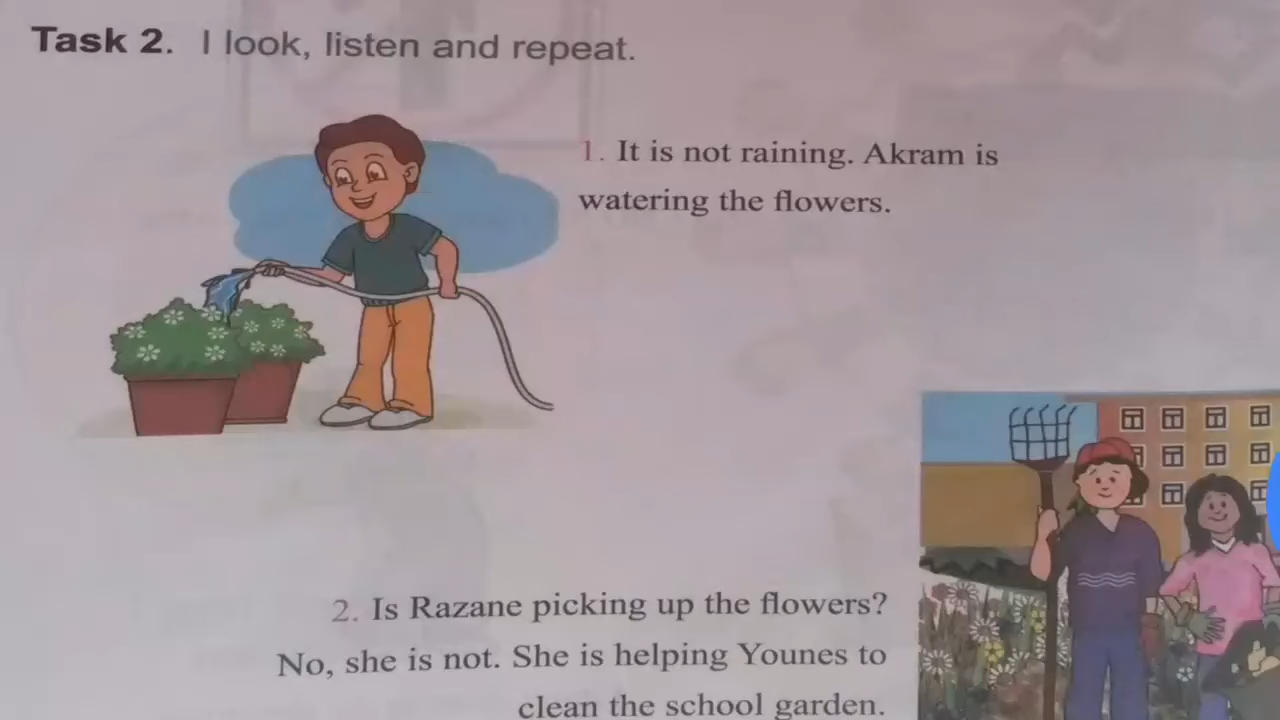 Task 2. I look, listen and repeat.
1. It is not raining. Akram is
watering the flowers.
2. Is Razane picking up the flowers?
No, she is not. She is helping Younes to
clean the school garden.